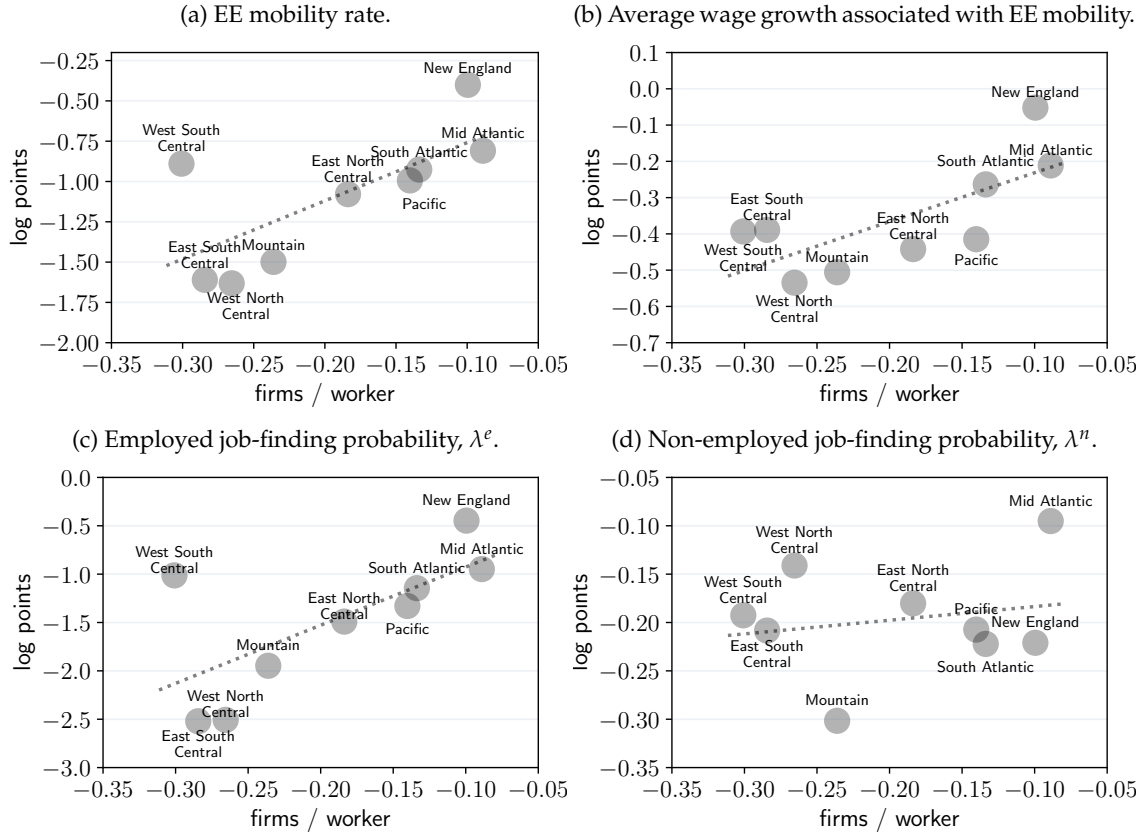 (a) EE mobility rate.
−0.25
−0.50
−0.75
−1.00
−1.25
−1.50
−1.75
−2.00
log points
New England
West South
Central
Mid Atlantic
South Atlantic
East North
Central
Pacific
East South
Central
Mountain
West North
Central
−0.35
−0.30
−0.25
−0.20
−0.15
−0.10
−0.05
firms / worker
(b) Average wage growth associated with EE mobility.
0.1
0.0
−0.1
−0.2
−0.3
−0.4
−0.5
−0.6
−0.7
log points
New England
Mid Atlantic
South Atlantic
East South
Central
East North
Central
West South
Central
Mountain
Pacific
West North
Central
−0.35
−0.30
−0.25
−0.20
−0.15
−0.10
−0.05
firms / worker
(c) Employed job-finding probability, λᵉ.
0.0
−0.5
−1.0
−1.5
−2.0
−2.5
−3.0
log points
New England
West South
Central
Mid Atlantic
South Atlantic
East North
Central
Pacific
Mountain
West North
Central
East South
Central
−0.35
−0.30
−0.25
−0.20
−0.15
−0.10
−0.05
firms / worker
(d) Non-employed job-finding probability, λⁿ.
−0.05
−0.10
−0.15
−0.20
−0.25
−0.30
−0.35
log points
Mid Atlantic
West North
Central
East North
Central
West South
Central
Pacific
New England
East South
Central
South Atlantic
Mountain
−0.35
−0.30
−0.25
−0.20
−0.15
−0.10
−0.05
firms / worker